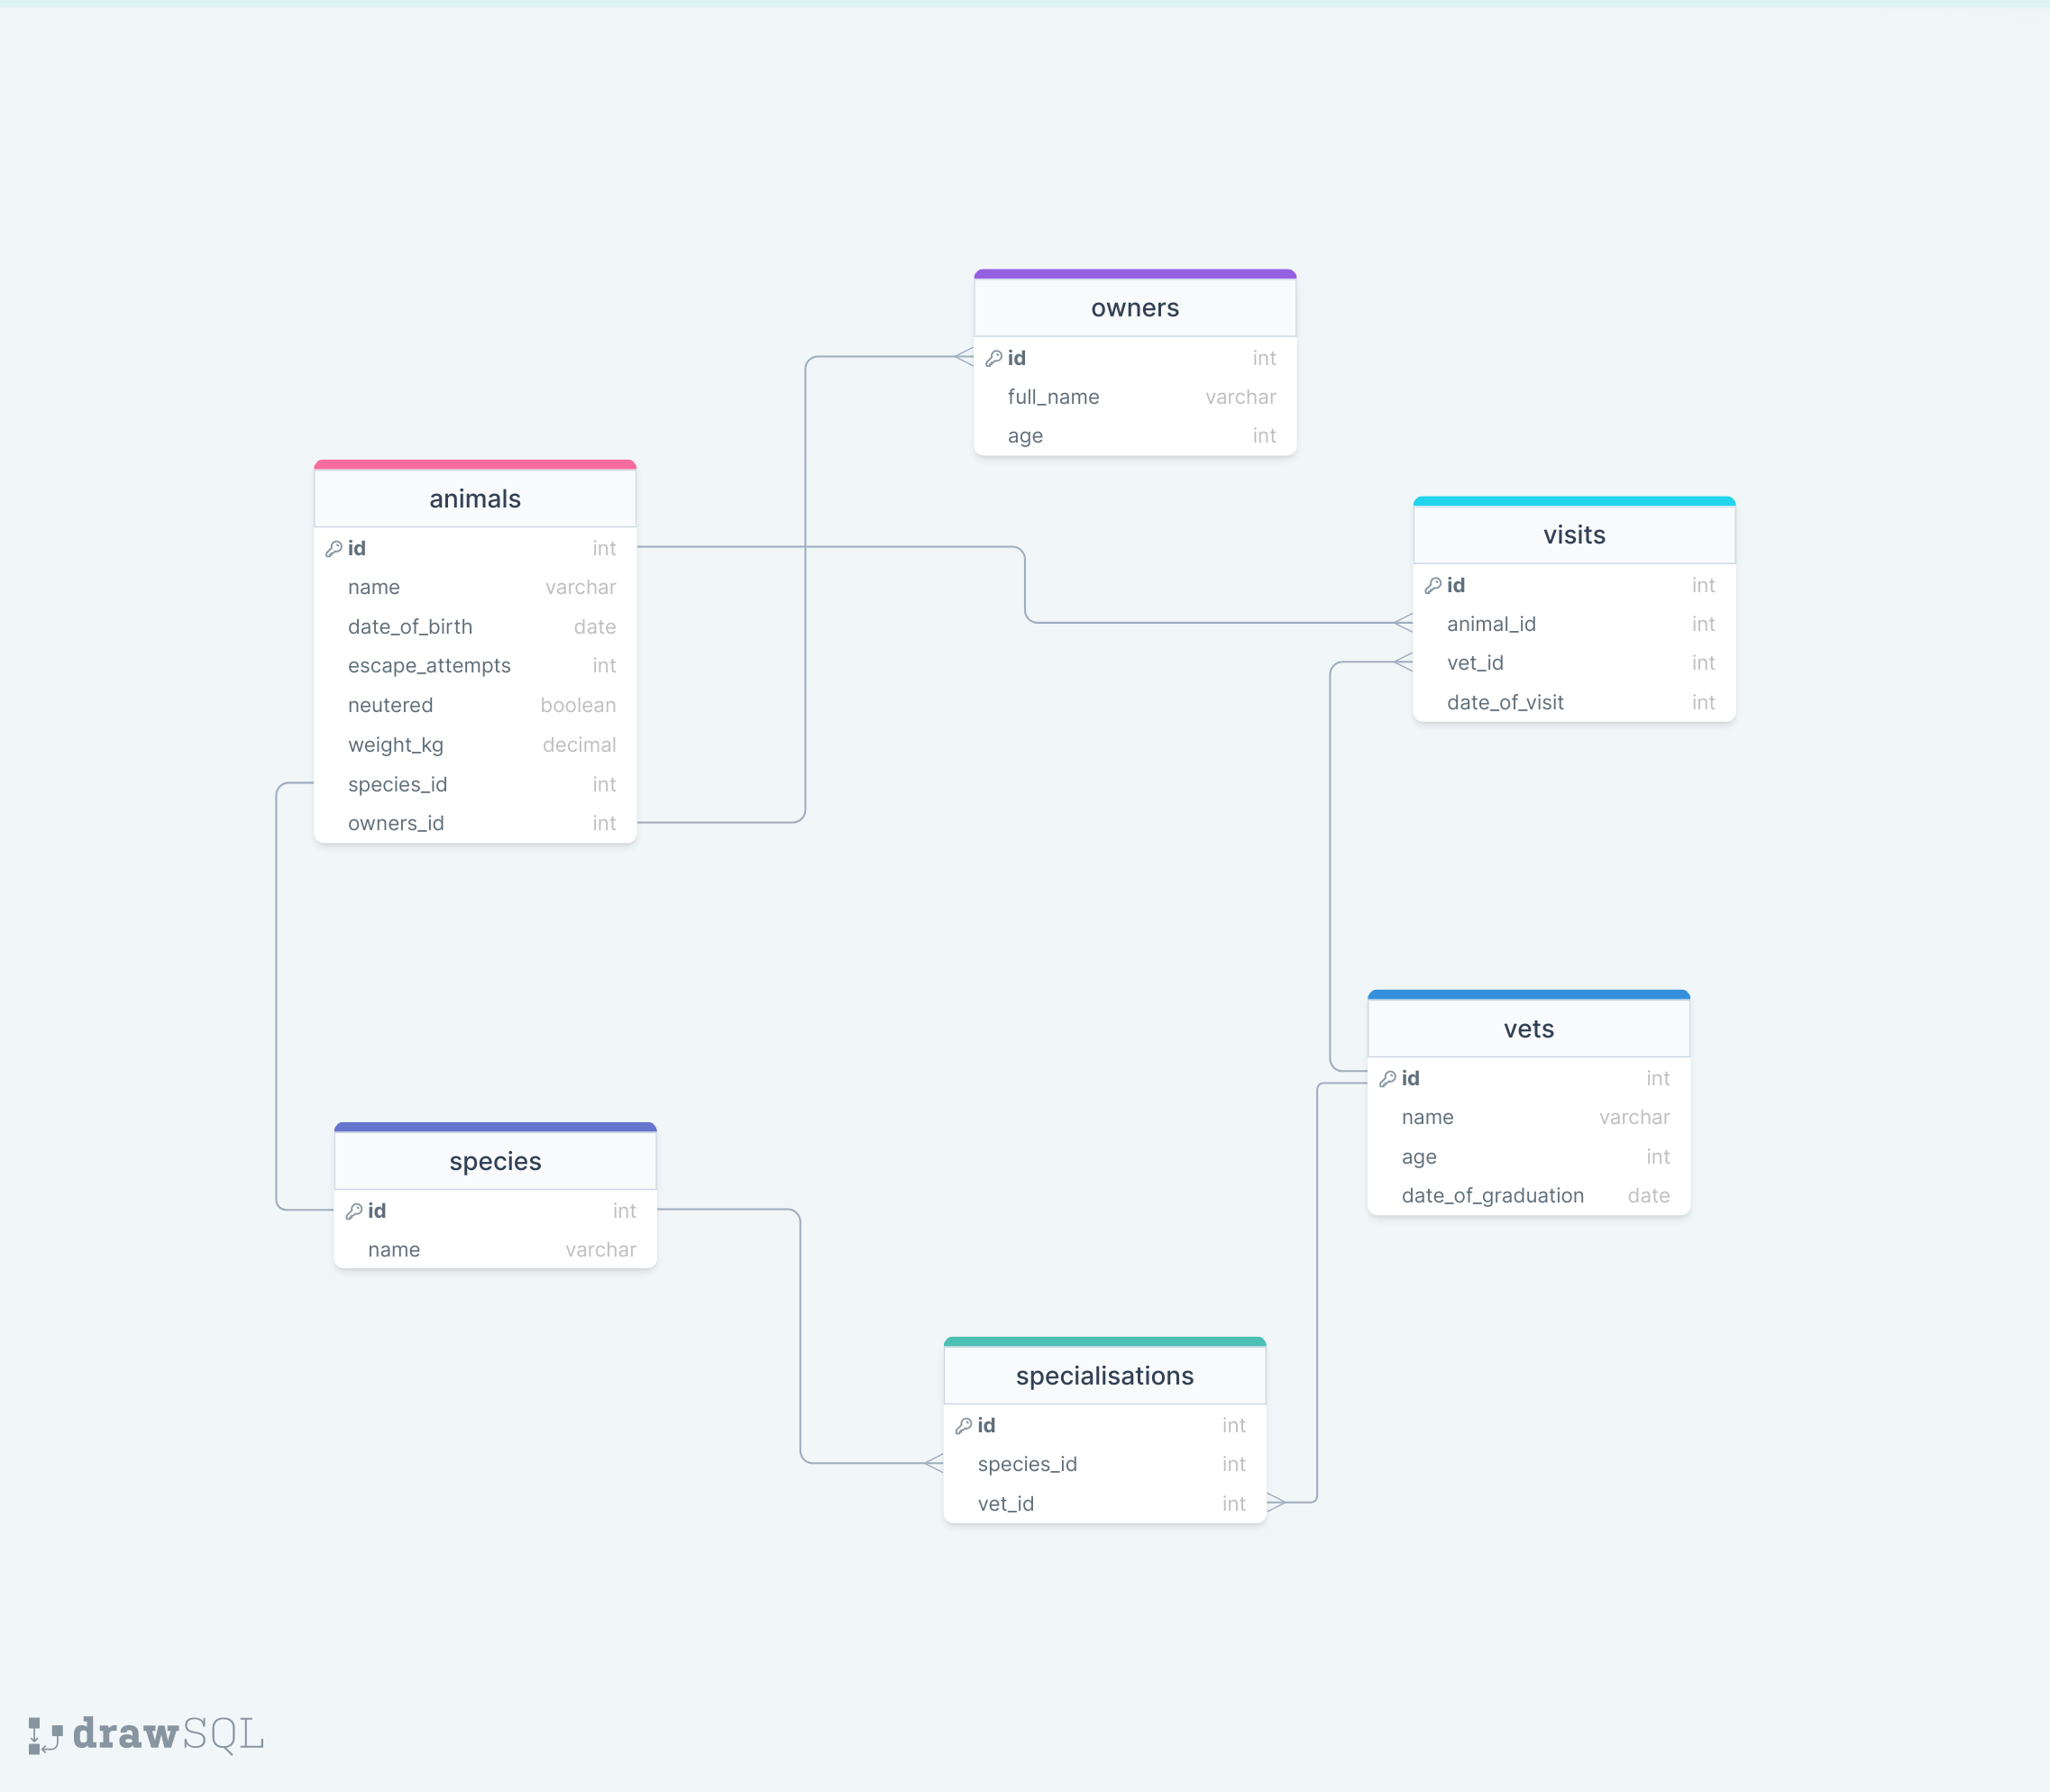 owners
id int
full_name varchar
age int
animals
id int
name varchar
date_of_birth date
escape_attempts int
neutered boolean
weight_kg decimal
species_id int
owners_id int
visits
id int
animal_id int
vet_id int
date_of_visit int
vets
id int
name varchar
age int
date_of_graduation date
species
id int
name varchar
specialisations
id int
species_id int
vet_id int
drawSQL